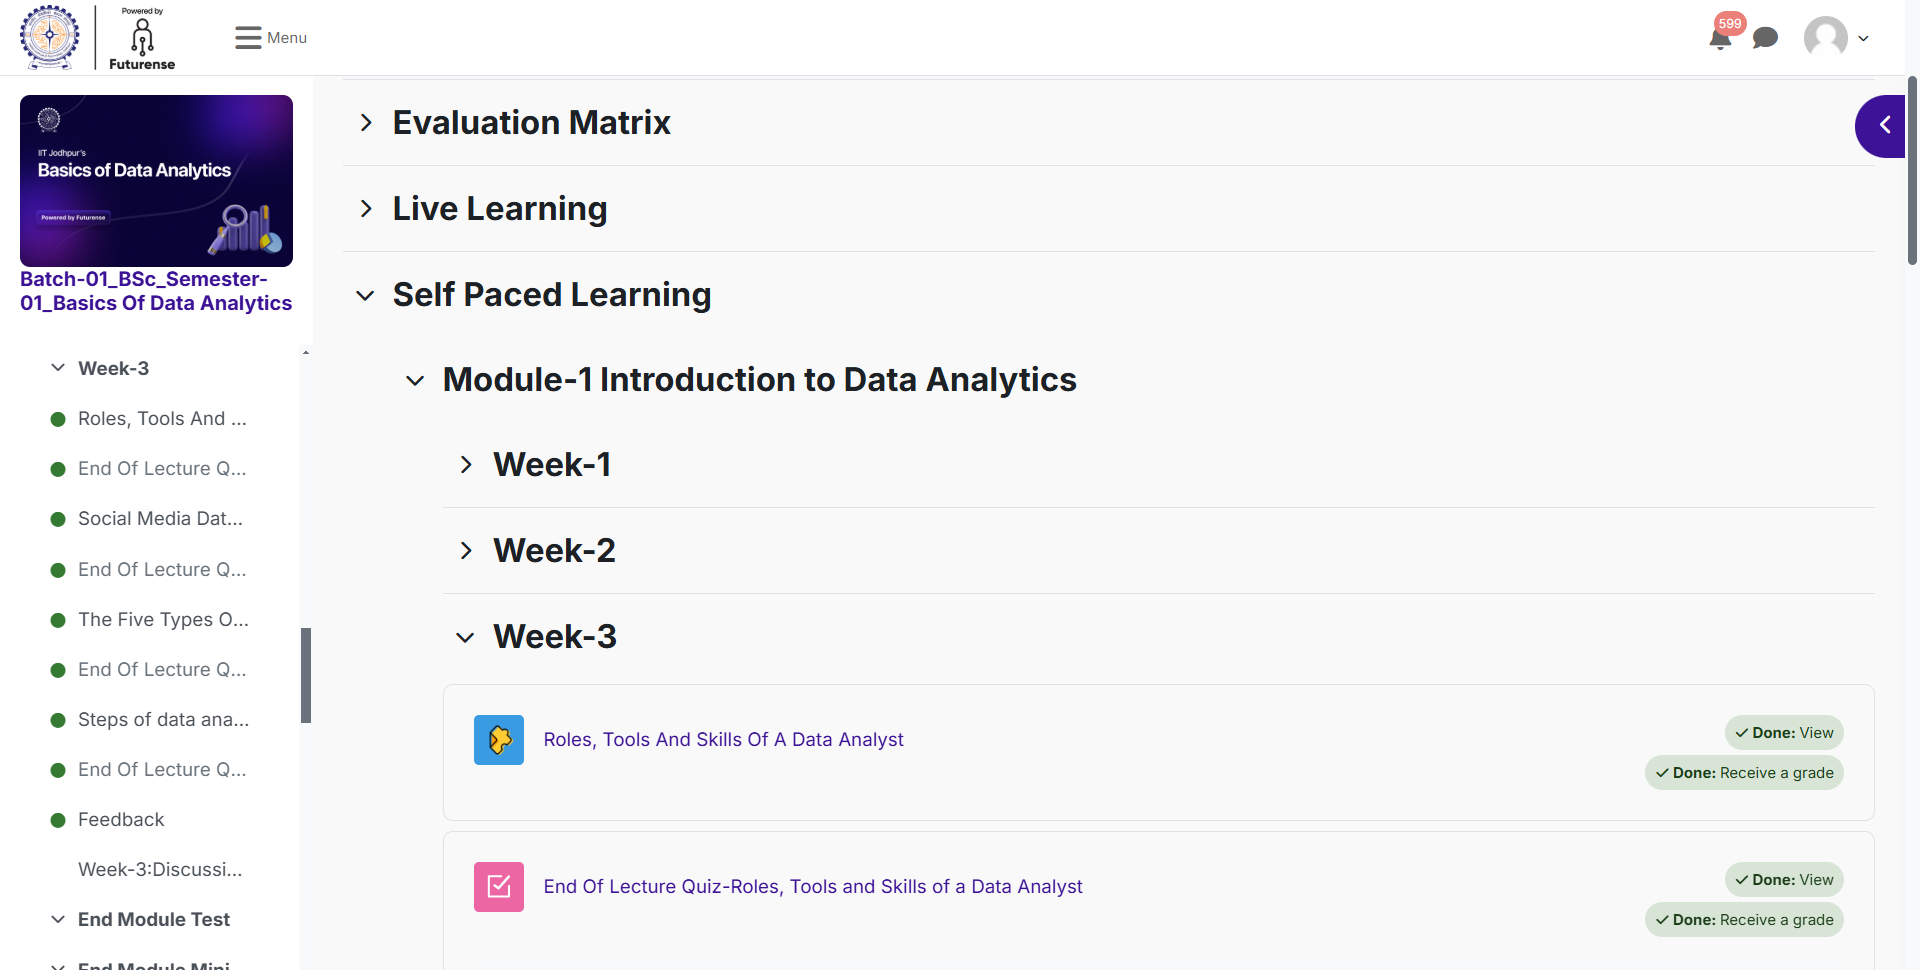 Powered by
Futurense
Menu
599
IIT Jodhpur's
Basics of Data Analytics
Powered by Futurense
Batch-01_BSc_Semester-
01_Basics Of Data Analytics
Week-3
Roles, Tools And ...
End Of Lecture Q...
Social Media Dat...
End Of Lecture Q...
The Five Types O...
End Of Lecture Q...
Steps of data ana...
End Of Lecture Q...
Feedback
Week-3:Discussi...
End Module Test
End Module Mini
Evaluation Matrix
Live Learning
Self Paced Learning
Module-1 Introduction to Data Analytics
Week-1
Week-2
Week-3
Roles, Tools And Skills Of A Data Analyst
Done: View
Done: Receive a grade
End Of Lecture Quiz-Roles, Tools and Skills of a Data Analyst
Done: View
Done: Receive a grade